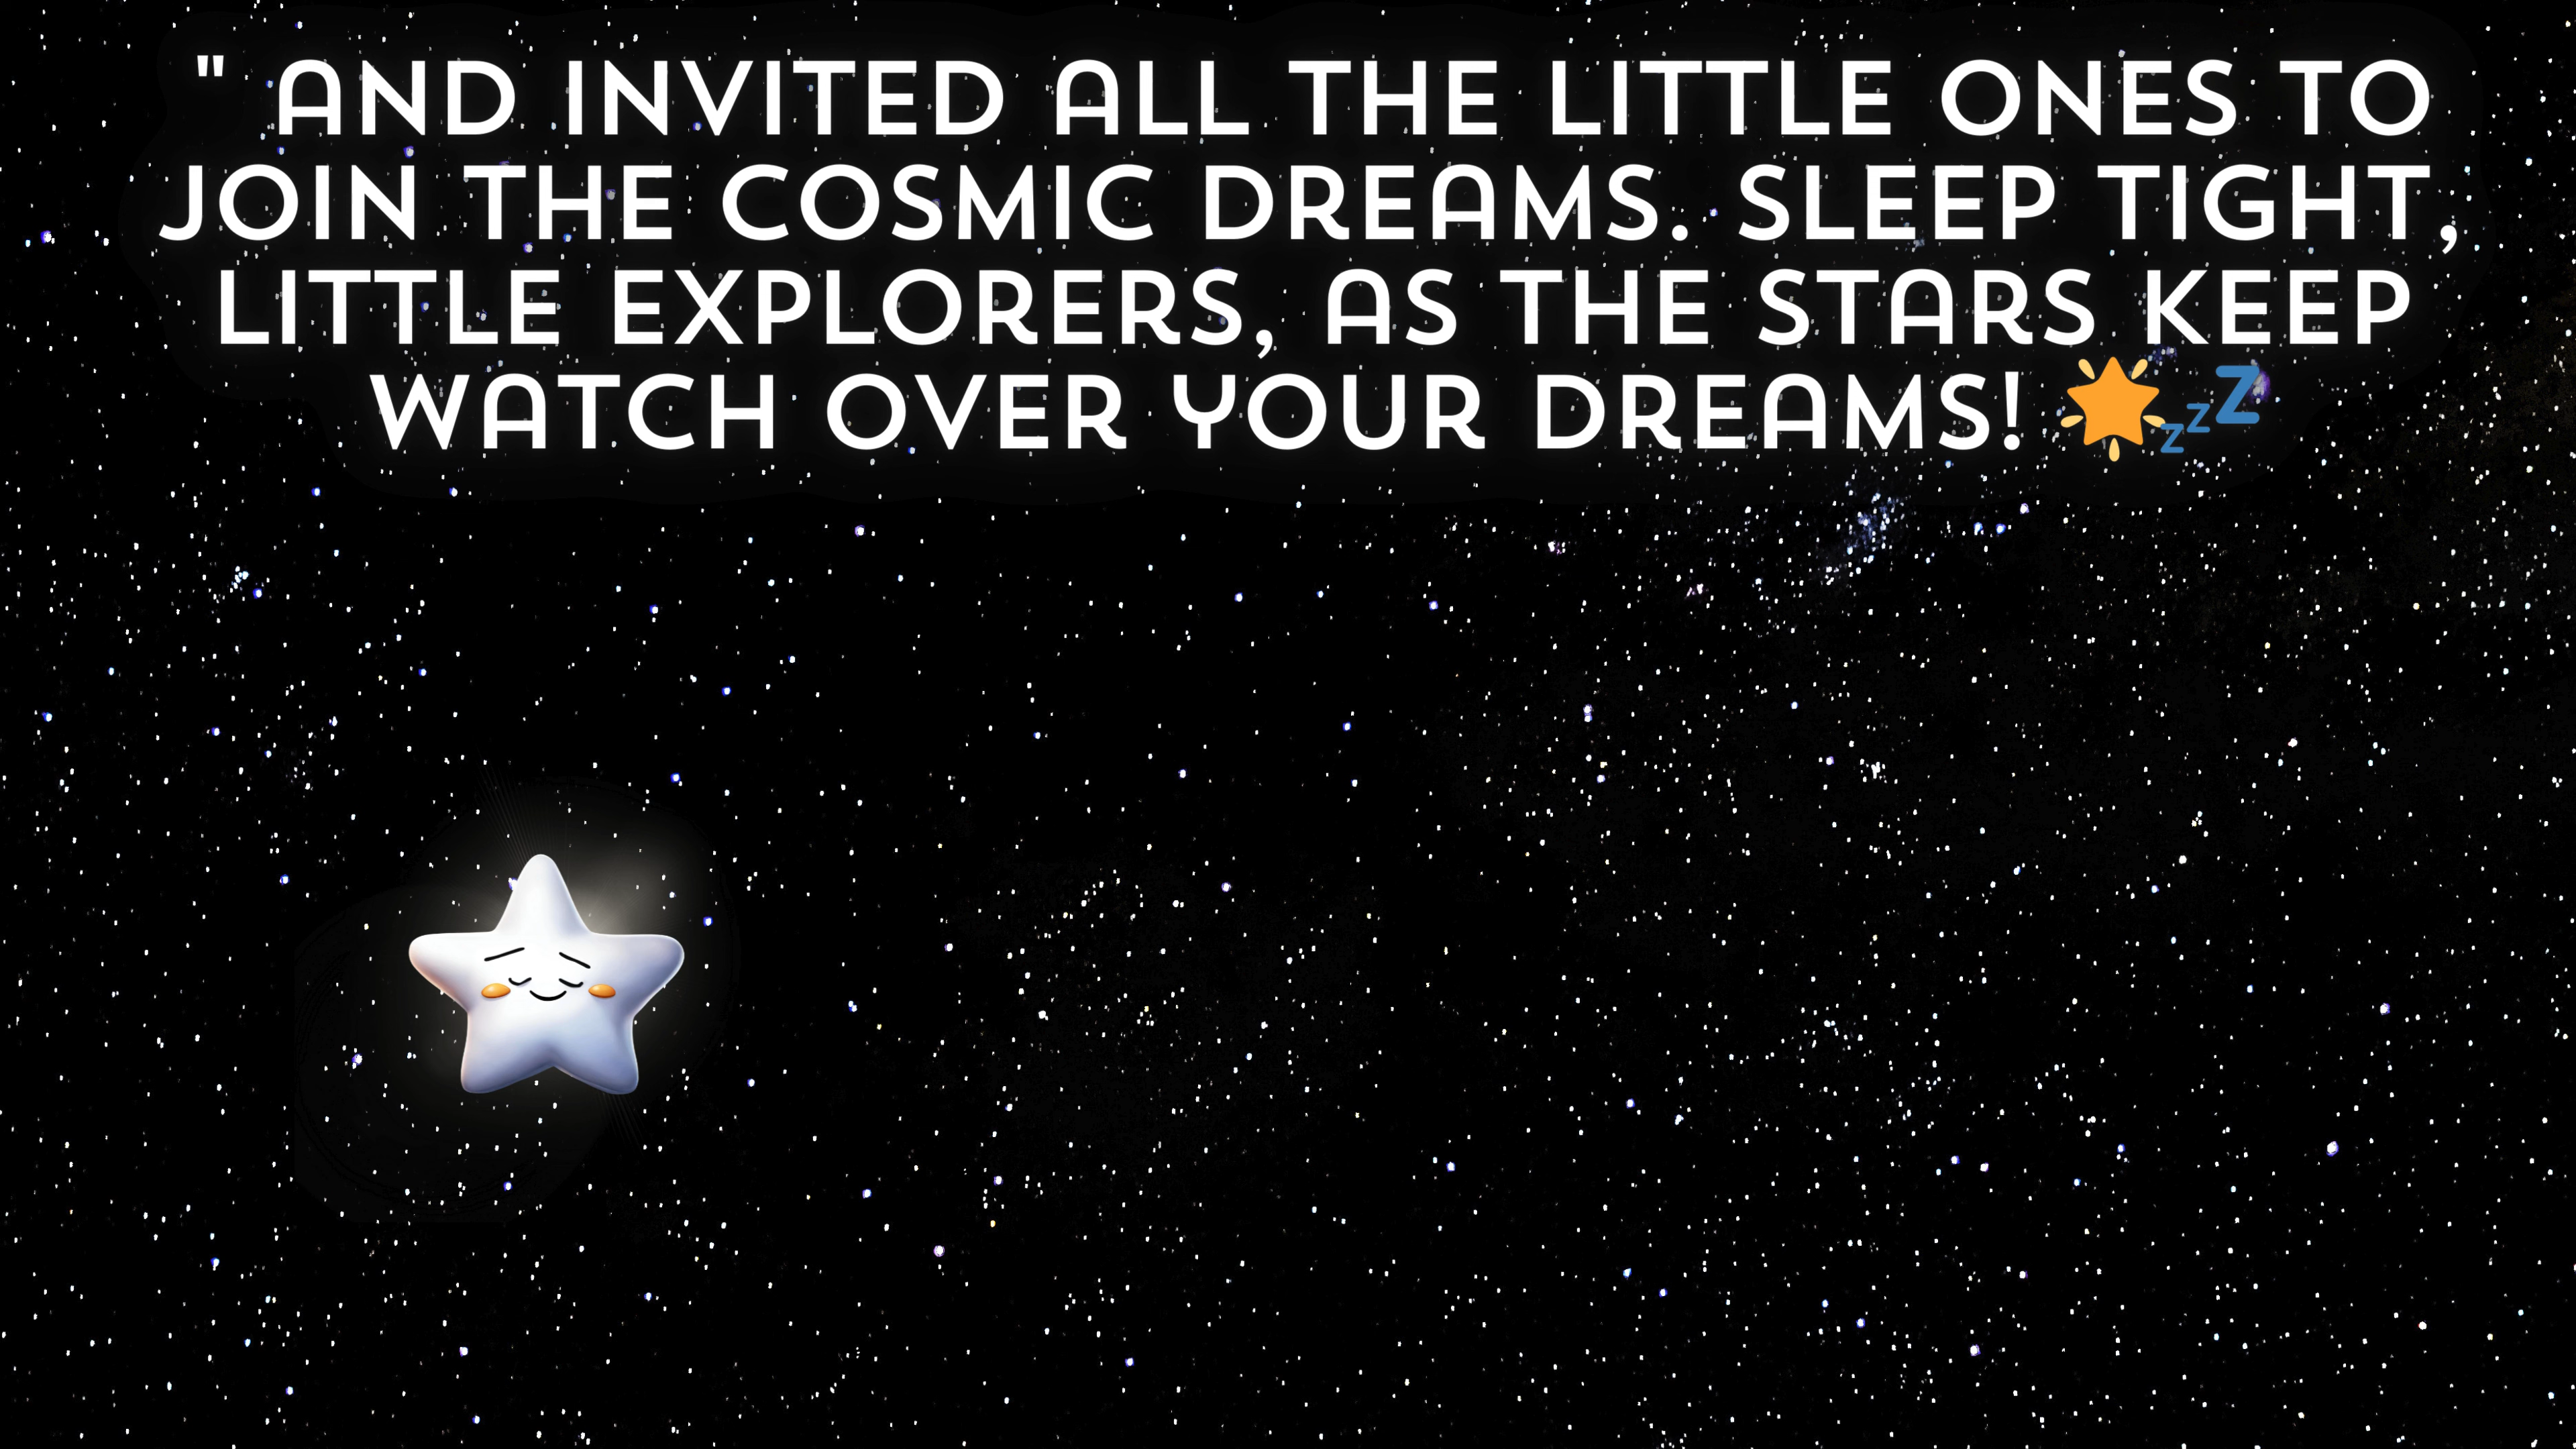 " AND INVITED ALL THE LITTLE ONES TO
JOIN THE COSMIC DREAMS. SLEEP TIGHT,
LITTLE EXPLORERS, AS THE STARS KEEP
WATCH OVER YOUR DREAMS! 🌟💤